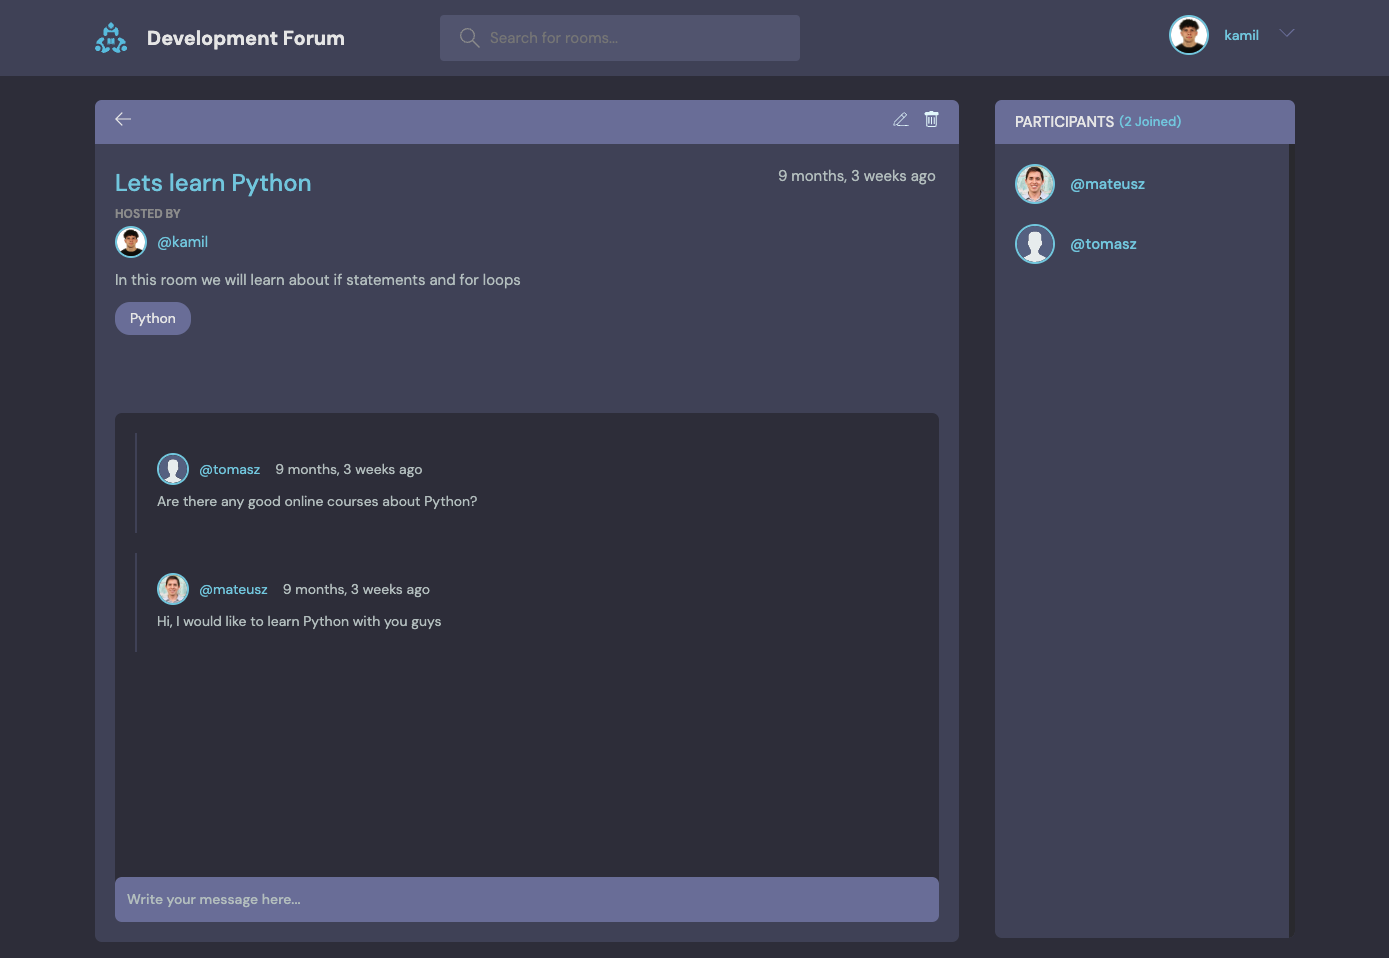 Development Forum
Search for rooms...
kamil
Lets learn Python
9 months, 3 weeks ago
HOSTED BY
@kamil
In this room we will learn about if statements and for loops
Python
@tomasz 9 months, 3 weeks ago
Are there any good online courses about Python?
@mateusz 9 months, 3 weeks ago
Hi, I would like to learn Python with you guys
Write your message here...
PARTICIPANTS (2 Joined)
@mateusz
@tomasz